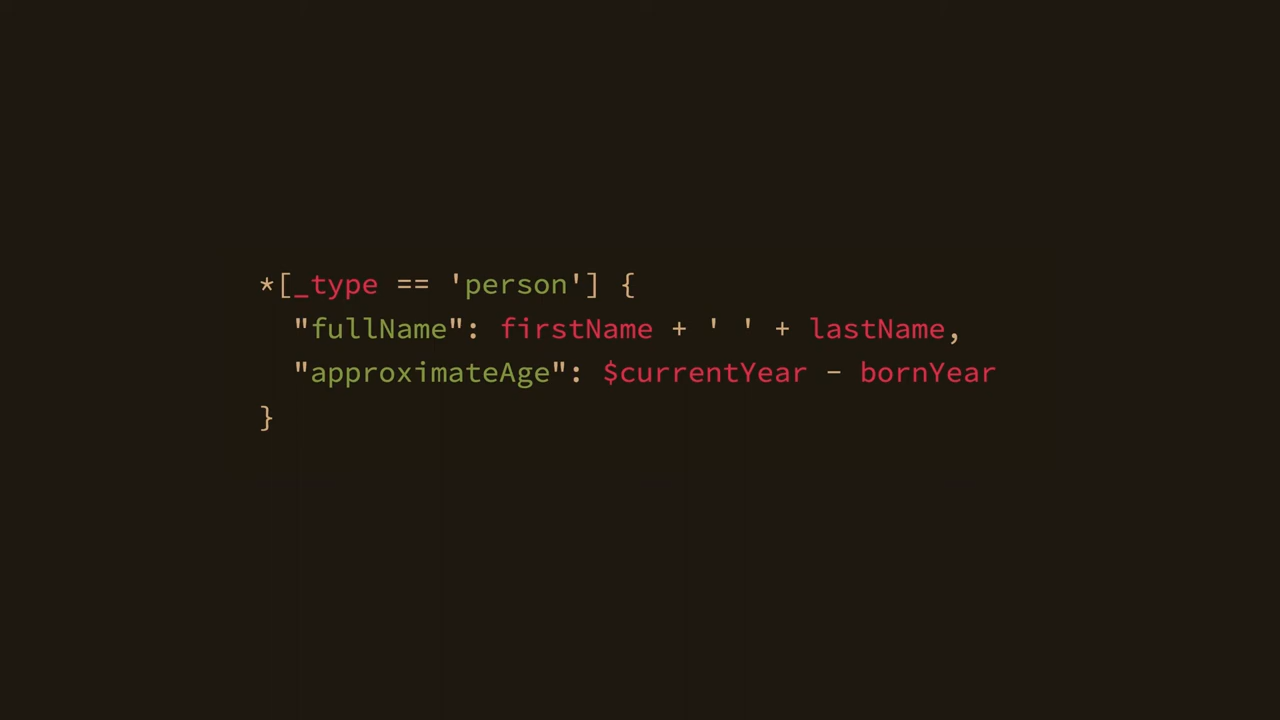 *[_type == 'person'] {
"fullName": firstName + ' ' + lastName,
"approximateAge": $currentYear - bornYear
}